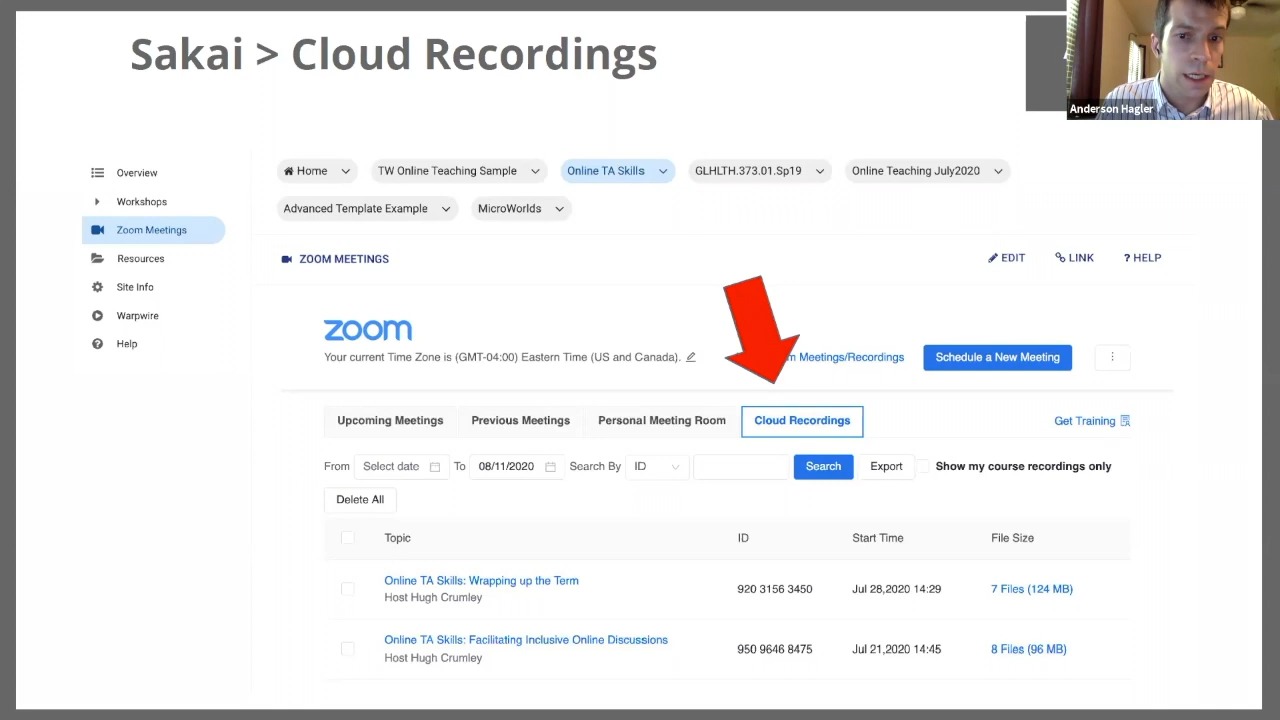 Sakai > Cloud Recordings
Anderson Hagler
Overview
Workshops
Zoom Meetings
Resources
Site Info
Warpwire
Help
Home
TW Online Teaching Sample
Online TA Skills
GLHLTH.373.01.Sp19
Online Teaching July2020
Advanced Template Example
MicroWorlds
ZOOM MEETINGS
EDIT
LINK
? HELP
zoom
Your current Time Zone is (GMT-04:00) Eastern Time (US and Canada).
Meetings/Recordings
Schedule a New Meeting
Upcoming Meetings
Previous Meetings
Personal Meeting Room
Cloud Recordings
Get Training
From Select date To 08/11/2020 Search By ID Search Export Show my course recordings only
Delete All
Topic ID Start Time File Size
Online TA Skills: Wrapping up the Term
Host Hugh Crumley
920 3156 3450 Jul 28,2020 14:29 7 Files (124 MB)
Online TA Skills: Facilitating Inclusive Online Discussions
Host Hugh Crumley
950 9646 8475 Jul 21,2020 14:45 8 Files (96 MB)